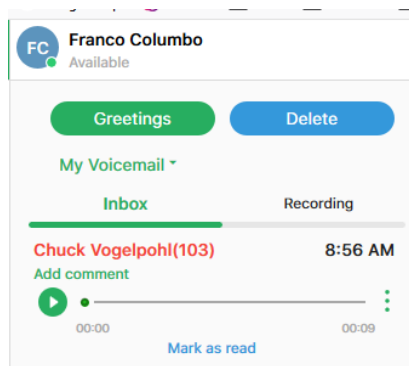 FC
Franco Columbo
Available
Greetings Delete
My Voicemail
Inbox Recording
Chuck Vogelpohl(103) 8:56 AM
Add comment
00:00 00:09
Mark as read